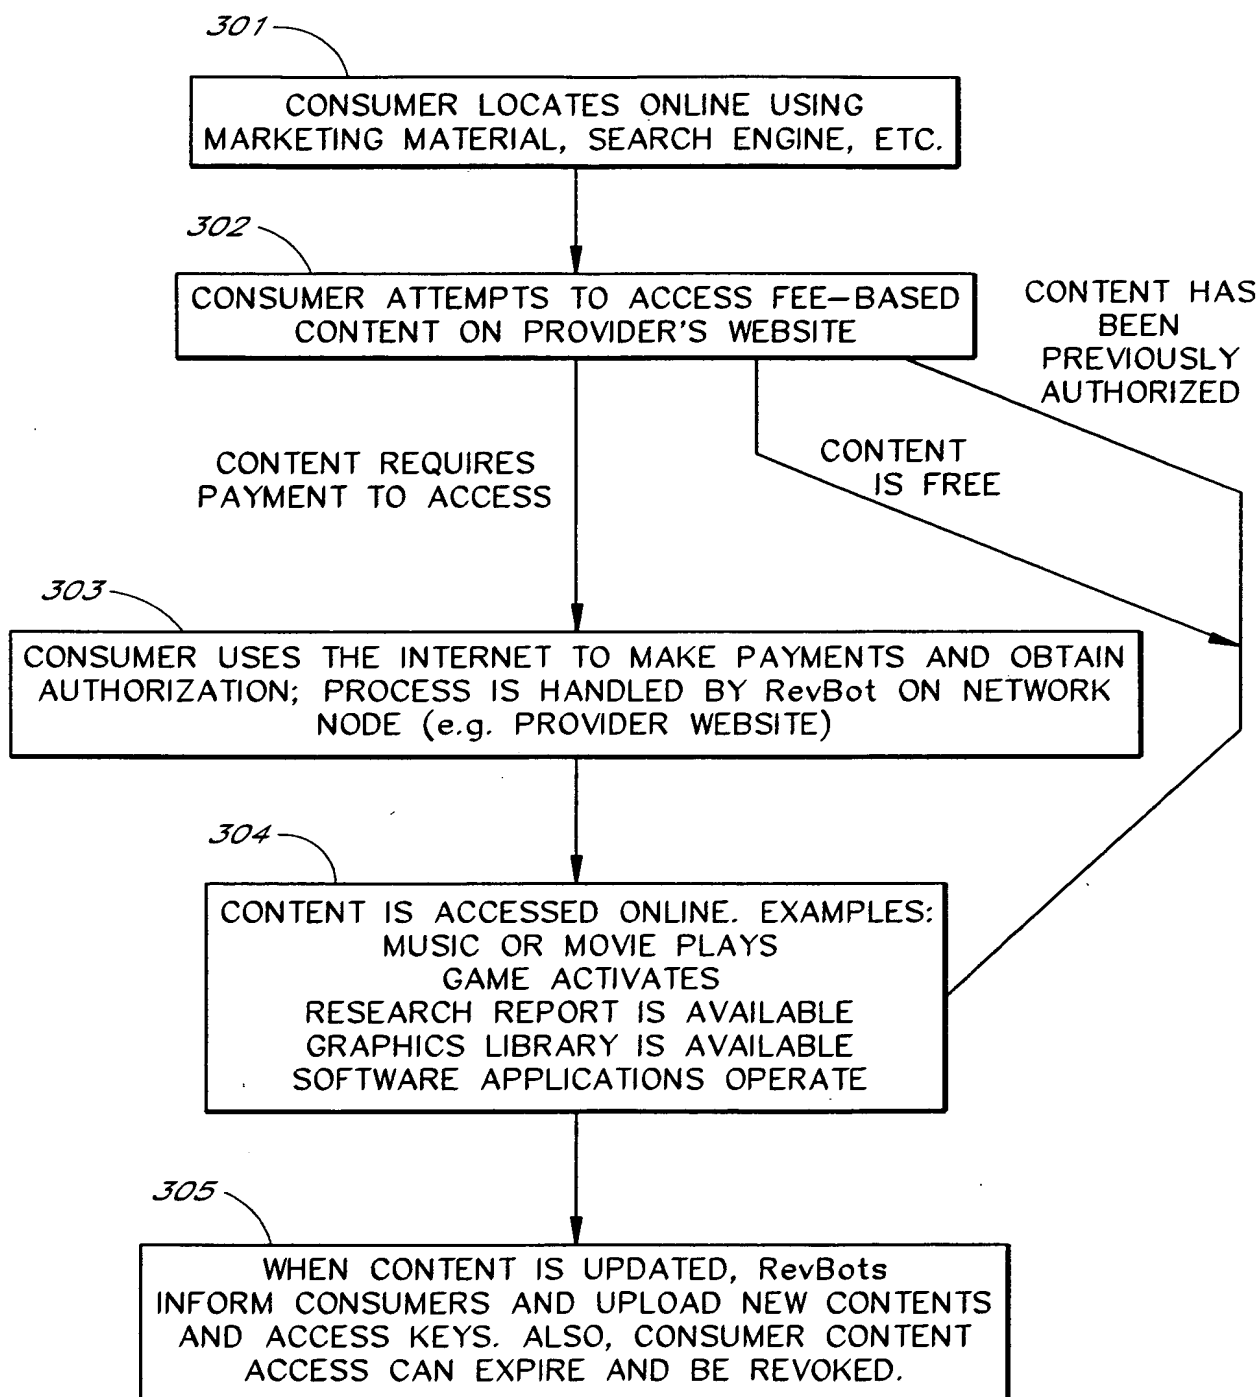 301
CONSUMER LOCATES ONLINE USING
MARKETING MATERIAL, SEARCH ENGINE, ETC.
302
CONSUMER ATTEMPTS TO ACCESS FEE-BASED
CONTENT ON PROVIDER'S WEBSITE
CONTENT HAS
BEEN
PREVIOUSLY
AUTHORIZED
CONTENT REQUIRES
PAYMENT TO ACCESS
CONTENT
IS FREE
303
CONSUMER USES THE INTERNET TO MAKE PAYMENTS AND OBTAIN
AUTHORIZATION; PROCESS IS HANDLED BY RevBot ON NETWORK
NODE (e.g. PROVIDER WEBSITE)
304
CONTENT IS ACCESSED ONLINE. EXAMPLES:
MUSIC OR MOVIE PLAYS
GAME ACTIVATES
RESEARCH REPORT IS AVAILABLE
GRAPHICS LIBRARY IS AVAILABLE
SOFTWARE APPLICATIONS OPERATE
305
WHEN CONTENT IS UPDATED, RevBots
INFORM CONSUMERS AND UPLOAD NEW CONTENTS
AND ACCESS KEYS. ALSO, CONSUMER CONTENT
ACCESS CAN EXPIRE AND BE REVOKED.